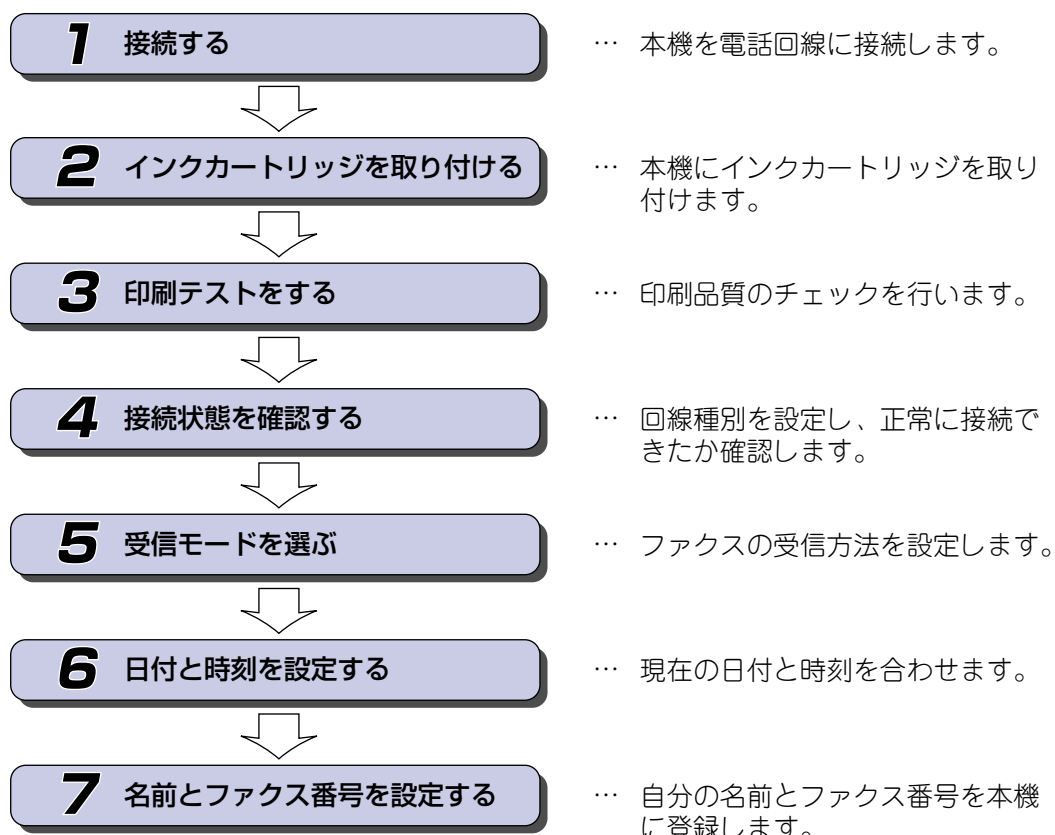 1 接続する … 本機を電話回線に接続します。
2 インクカートリッジを取り付ける … 本機にインクカートリッジを取り
付けます。
3 印刷テストをする … 印刷品質のチェックを行います。
4 接続状態を確認する … 回線種別を設定し、正常に接続で
きたか確認します。
5 受信モードを選ぶ … ファクスの受信方法を設定します。
6 日付と時刻を設定する … 現在の日付と時刻を合わせます。
7 名前とファクス番号を設定する … 自分の名前とファクス番号を本機
に登録します。